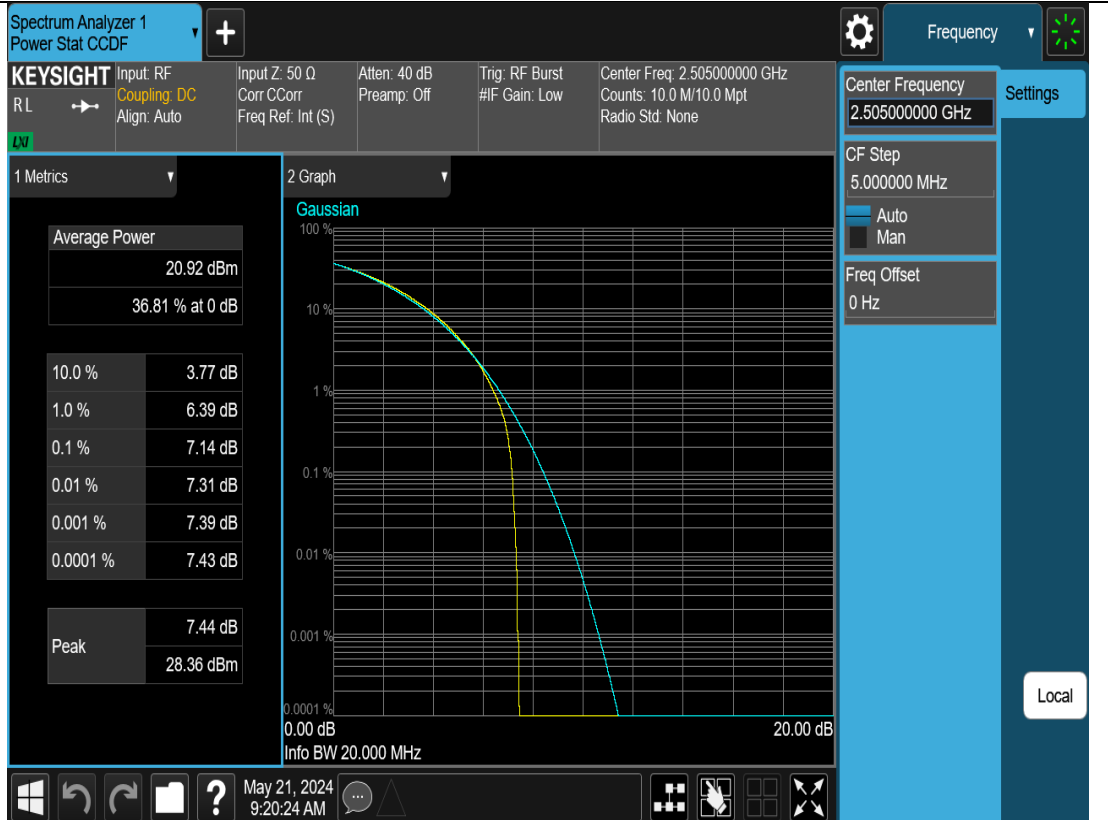 Spectrum Analyzer 1
Power Stat CCDF
+
Frequency
KEYSIGHT
R L
LXI
Input: RF
Coupling: DC
Align: Auto
Input Z: 50 Ω
Corr CCorr
Freq Ref: Int (S)
Atten: 40 dB
Preamp: Off
Trig: RF Burst
#IF Gain: Low
Center Freq: 2.505000000 GHz
Counts: 10.0 M/10.0 Mpt
Radio Std: None
1 Metrics
Average Power
20.92 dBm
36.81 % at 0 dB
10.0 % 3.77 dB
1.0 % 6.39 dB
0.1 % 7.14 dB
0.01 % 7.31 dB
0.001 % 7.39 dB
0.0001 % 7.43 dB
Peak
7.44 dB
28.36 dBm
2 Graph
Gaussian
100 %
10 %
1 %
0.1 %
0.01 %
0.001 %
0.0001 %
0.00 dB 20.00 dB
Info BW 20.000 MHz
Center Frequency
2.505000000 GHz
CF Step
5.000000 MHz
Auto
Man
Freq Offset
0 Hz
Settings
Local
?
May 21, 2024
9:20:24 AM